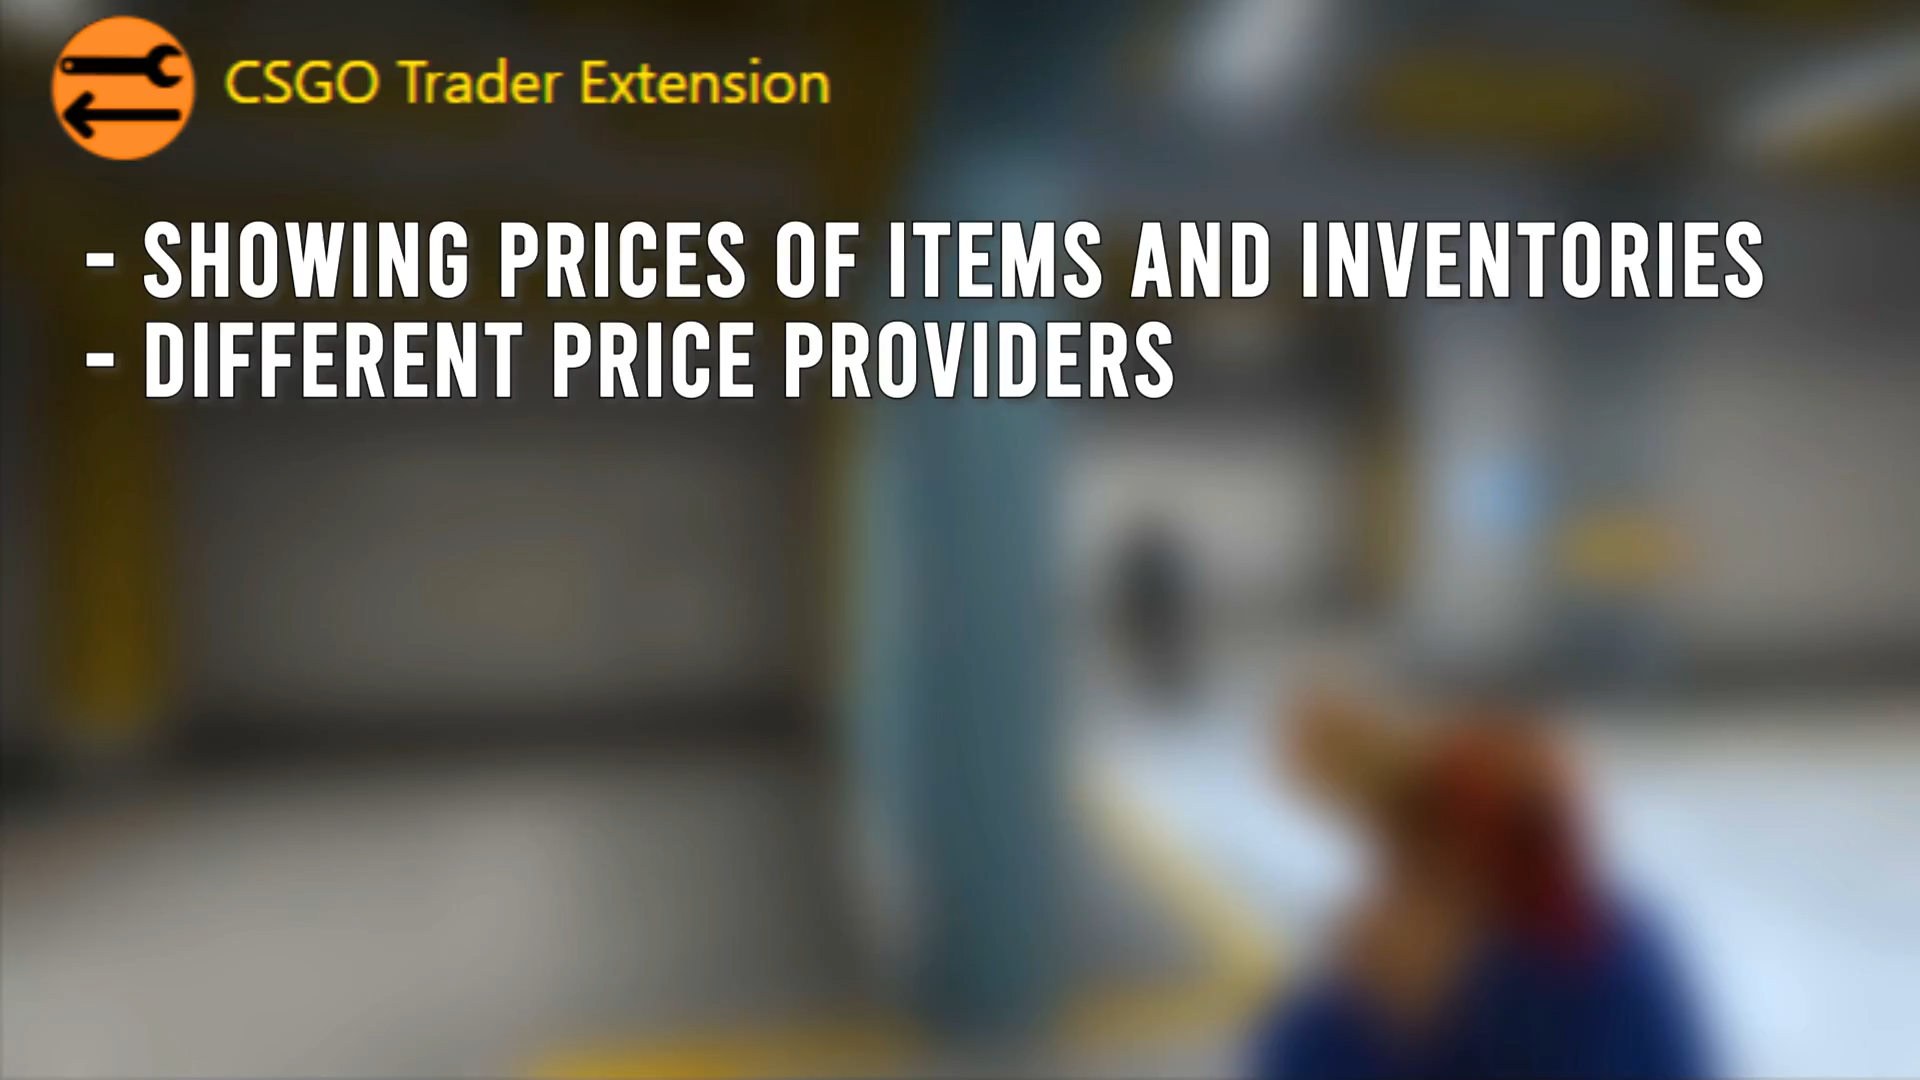 CSGO Trader Extension
- SHOWING PRICES OF ITEMS AND INVENTORIES
- DIFFERENT PRICE PROVIDERS